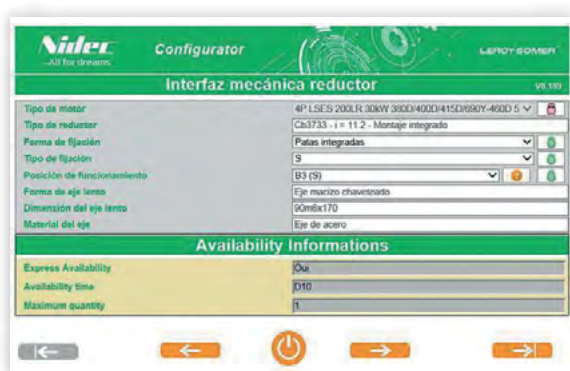 Nidec
—All for dreams
Configurator
LEROY-SOMER
Interfaz mecánica reductor
V6.189
Tipo de motor 4P LSES 200LR 30kW 380D/400D/415D/690Y-460D 5
Tipo de reductor Cb3733 - i = 11.2 - Montaje integrado
Forma de fijación Patas integradas
Tipo de fijación S
Posición de funcionamiento B3 (S)
Forma de eje lento Eje macizo chaveteado
Dimensión del eje lento 90m6x170
Material del eje Eje de acero
Availability Informations
Express Availability Oui
Availability time D10
Maximum quantity 1